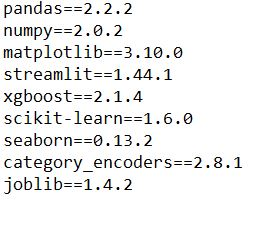 pandas==2.2.2
numpy==2.0.2
matplotlib==3.10.0
streamlit==1.44.1
xgboost==2.1.4
scikit-learn==1.6.0
seaborn==0.13.2
category_encoders==2.8.1
joblib==1.4.2